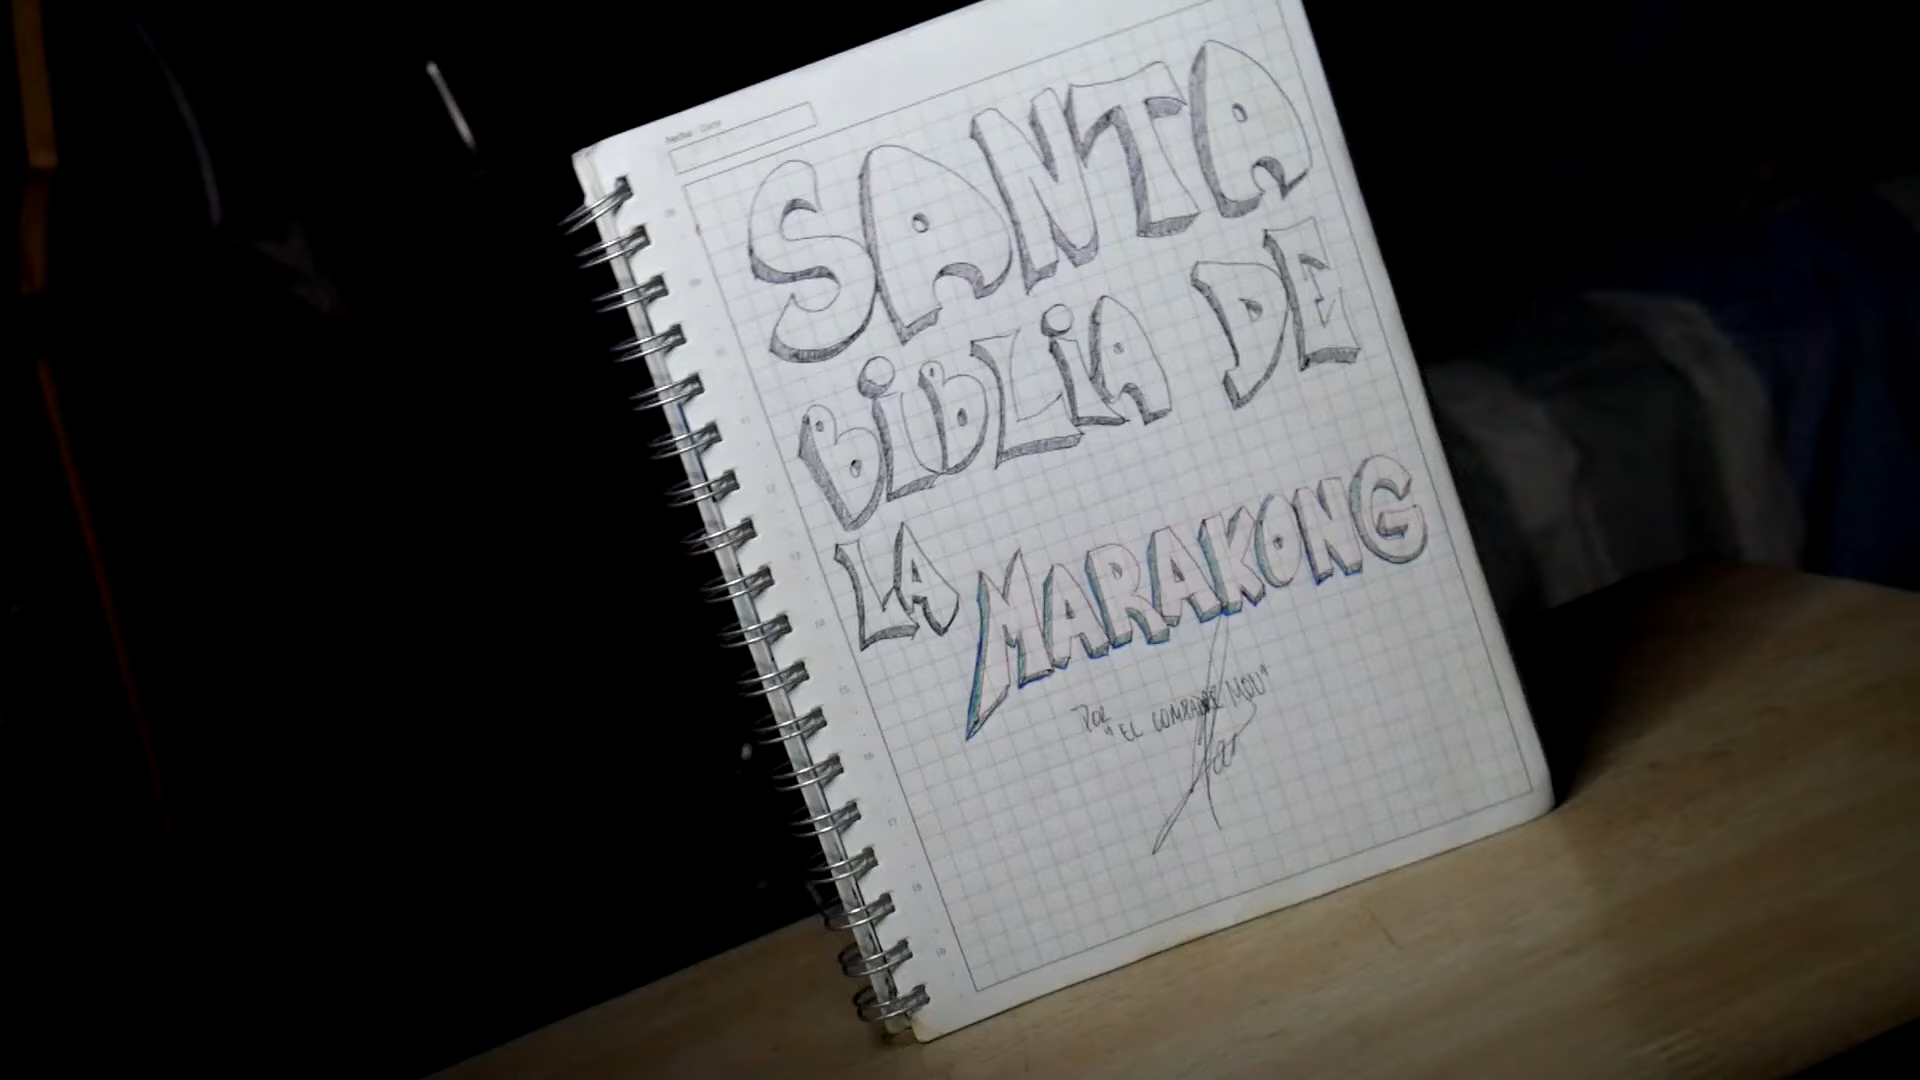 SANTA
BiBLiA DE
LA MARAKONG
POR
"EL COMPADRE MOU"